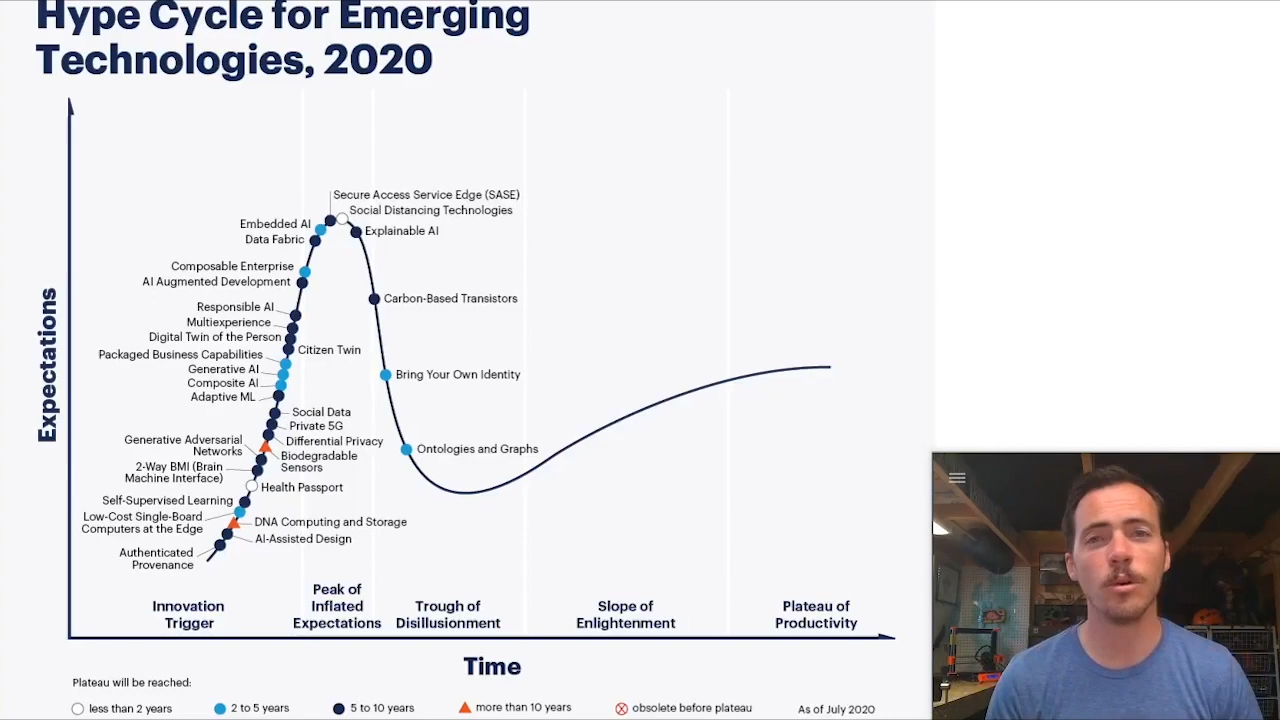 Hype Cycle for Emerging
Technologies, 2020
Expectations
Secure Access Service Edge (SASE)
Social Distancing Technologies
Embedded AI
Explainable AI
Data Fabric
Composable Enterprise
AI Augmented Development
Carbon-Based Transistors
Responsible AI
Multiexperience
Digital Twin of the Person
Citizen Twin
Packaged Business Capabilities
Generative AI
Bring Your Own Identity
Composite AI
Adaptive ML
Social Data
Private 5G
Generative Adversarial
Networks
Differential Privacy
Biodegradable
Sensors
Ontologies and Graphs
2-Way BMI (Brain
Machine Interface)
Health Passport
Self-Supervised Learning
Low-Cost Single-Board
Computers at the Edge
DNA Computing and Storage
AI-Assisted Design
Authenticated
Provenance
Innovation
Trigger
Peak of
Inflated
Expectations
Trough of
Disillusionment
Slope of
Enlightenment
Plateau of
Productivity
Time
Plateau will be reached:
less than 2 years
2 to 5 years
5 to 10 years
more than 10 years
obsolete before plateau
As of July 2020